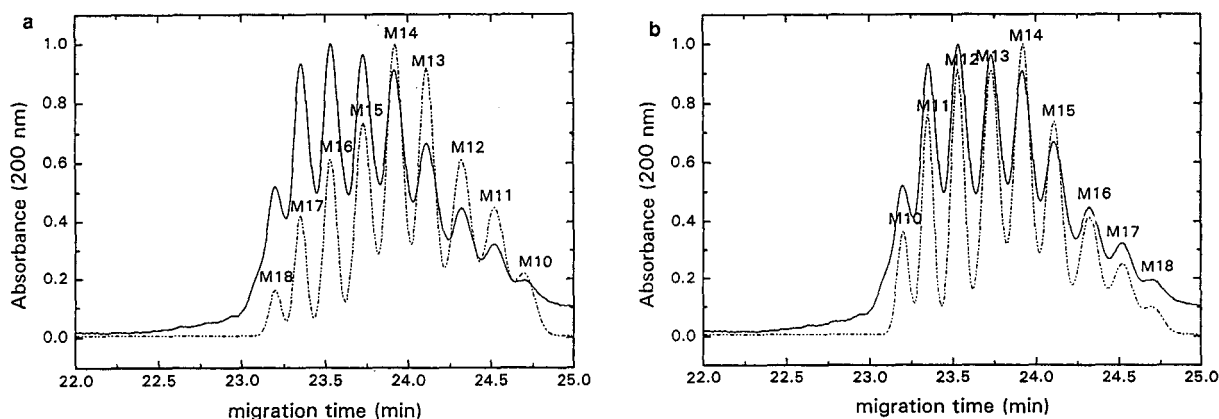 a
Absorbance (200 nm)
1.0
0.8
0.6
0.4
0.2
0.0
M18
M17
M16
M15
M14
M13
M12
M11
M10
22.0 22.5 23.0 23.5 24.0 24.5 25.0
migration time (min)
b
Absorbance (200 nm)
1.0
0.8
0.6
0.4
0.2
0.0
M10
M11
M12
M13
M14
M15
M16
M17
M18
22.0 22.5 23.0 23.5 24.0 24.5 25.0
migration time (min)